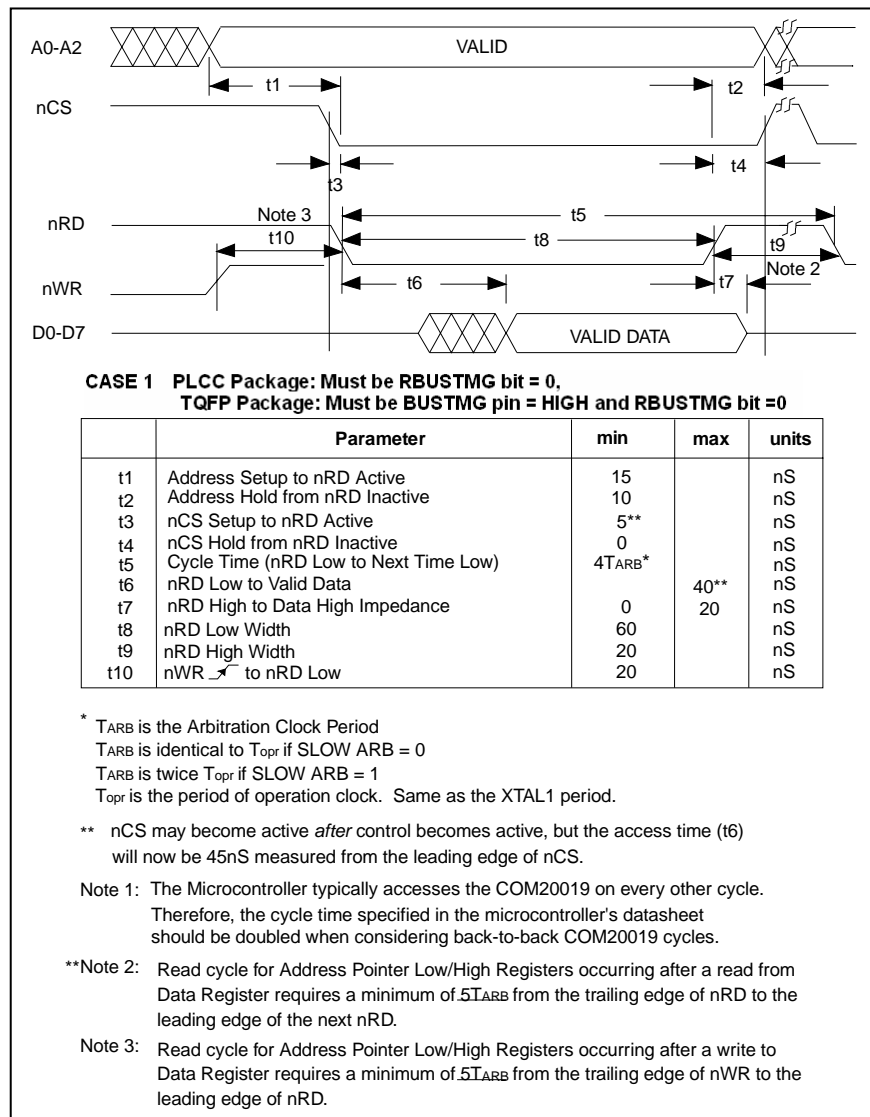 A0-A2
VALID
t1
t2
nCS
t3
t4
nRD
Note 3
t5
t10
t8
t9
nWR
t6
t7
Note 2
D0-D7
VALID DATA
CASE 1 PLCC Package: Must be RBUSTMG bit = 0,
TQFP Package: Must be BUSTMG pin = HIGH and RBUSTMG bit =0
Parameter min max units
t1 Address Setup to nRD Active 15 nS
t2 Address Hold from nRD Inactive 10 nS
t3 nCS Setup to nRD Active 5** nS
t4 nCS Hold from nRD Inactive 0 nS
t5 Cycle Time (nRD Low to Next Time Low) 4TARB* nS
t6 nRD Low to Valid Data 40** nS
t7 nRD High to Data High Impedance 0 20 nS
t8 nRD Low Width 60 nS
t9 nRD High Width 20 nS
t10 nWR to nRD Low 20 nS
* TARB is the Arbitration Clock Period
TARB is identical to Topr if SLOW ARB = 0
TARB is twice Topr if SLOW ARB = 1
Topr is the period of operation clock. Same as the XTAL1 period.
** nCS may become active after control becomes active, but the access time (t6)
will now be 45nS measured from the leading edge of nCS.
Note 1: The Microcontroller typically accesses the COM20019 on every other cycle.
Therefore, the cycle time specified in the microcontroller's datasheet
should be doubled when considering back-to-back COM20019 cycles.
**Note 2: Read cycle for Address Pointer Low/High Registers occurring after a read from
Data Register requires a minimum of 5TARB from the trailing edge of nRD to the
leading edge of the next nRD.
Note 3: Read cycle for Address Pointer Low/High Registers occurring after a write to
Data Register requires a minimum of 5TARB from the trailing edge of nWR to the
leading edge of nRD.